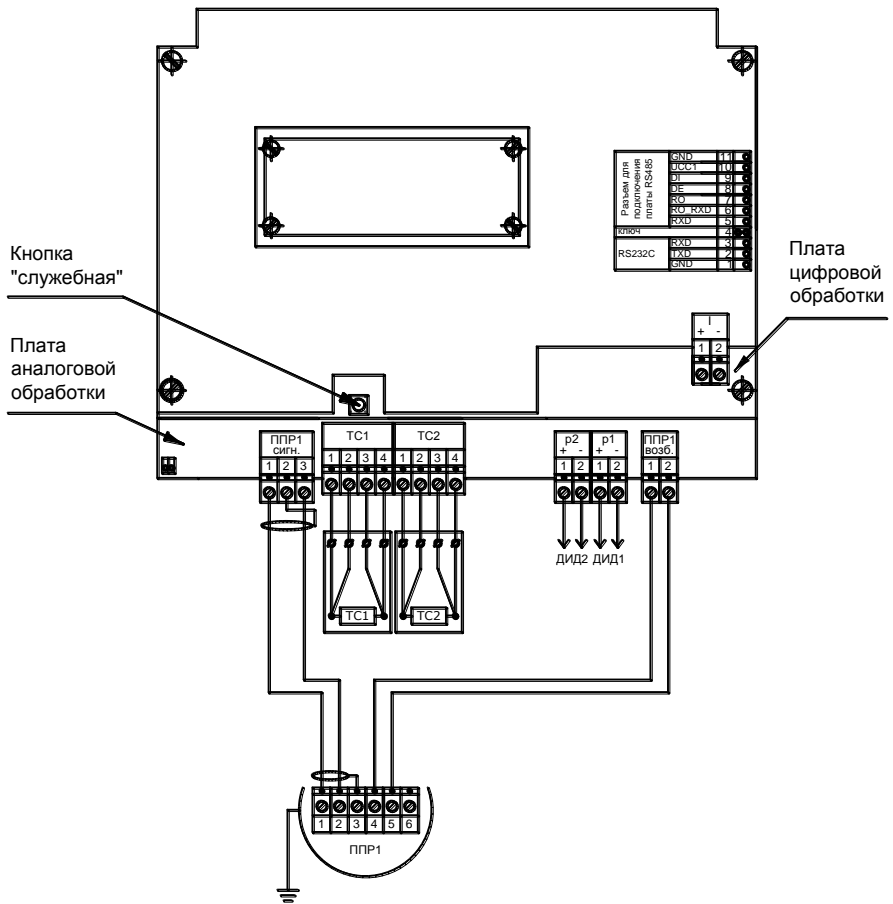 Разъем для
подключения
платы RS485
GND 11
UCC1 10
DI 9
DE 8
RO 7
RO_RXD 6
RXD 5
ключ 4
RS232C
RXD 3
TXD 2
GND 1
Кнопка
"служебная"
Плата
цифровой
обработки
I
+ -
1 2
Плата
аналоговой
обработки
ППР1
сигн.
1 2 3
ТС1
1 2 3 4
ТС2
1 2 3 4
р2
+ -
1 2
р1
+ -
1 2
ППР1
возб.
1 2
ДИД2 ДИД1
ТС1
ТС2
1 2 3 4 5 6
ППР1